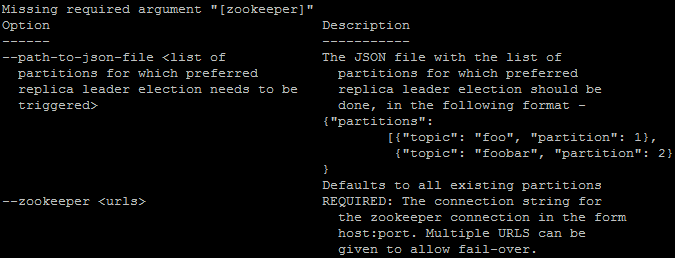 Missing required argument "[zookeeper]"
Option                                  Description
------                                  -----------
--path-to-json-file <list of            The JSON file with the list of
  partitions for which preferred          partitions for which preferred
  replica leader election needs to be     replica leader election should be
  triggered>                              done, in the following format -
                                        {"partitions":
                                                [{"topic": "foo", "partition": 1},
                                                 {"topic": "foobar", "partition": 2}
                                        }
                                        Defaults to all existing partitions
--zookeeper <urls>                      REQUIRED: The connection string for
                                          the zookeeper connection in the form
                                          host:port. Multiple URLS can be
                                          given to allow fail-over.